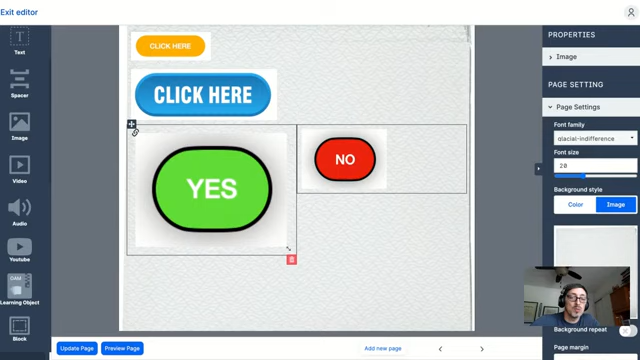 Exit editor
PROPERTIES
Text
CLICK HERE
Image
Spacer
PAGE SETTING
CLICK HERE
Page Settings
Image
Font family
glacial-indifference
Font size
YES
NO
20
Video
Background style
Color
Image
Audio
Youtube
Learning Object
Background repeat
Block
Page margin
Update Page
Preview Page
Add new page